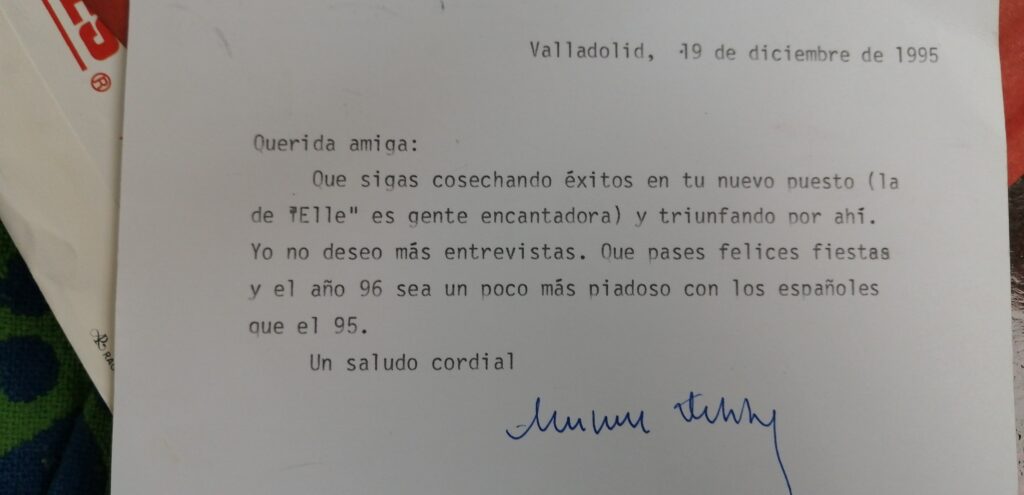 Valladolid, 19 de diciembre de 1995
Querida amiga:
Que sigas cosechando éxitos en tu nuevo puesto (la
de "Elle" es gente encantadora) y triunfando por ahí.
Yo no deseo más entrevistas. Que pases felices fiestas
y el año 96 sea un poco más piadoso con los españoles
que el 95.
Un saludo cordial
®